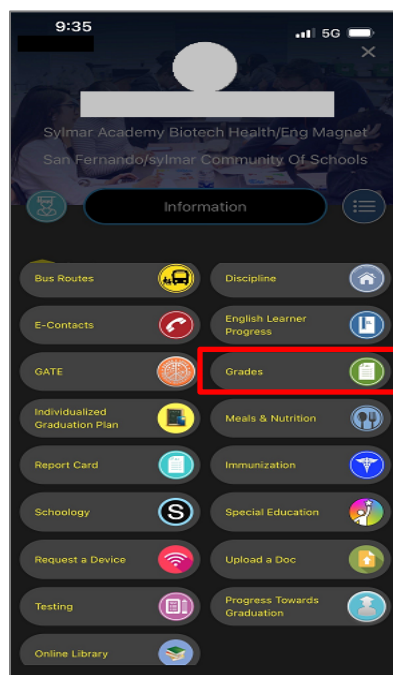 9:35
5G
Sylmar Academy Biotech Health/Eng Magnet
San Fernando/sylmar Community Of Schools
Information
Bus Routes
Discipline
E-Contacts
English Learner
Progress
GATE
Grades
Individualized
Graduation Plan
Meals & Nutrition
Report Card
Immunization
Schoology
S
Special Education
Request a Device
Upload a Doc
Testing
Progress Towards
Graduation
Online Library